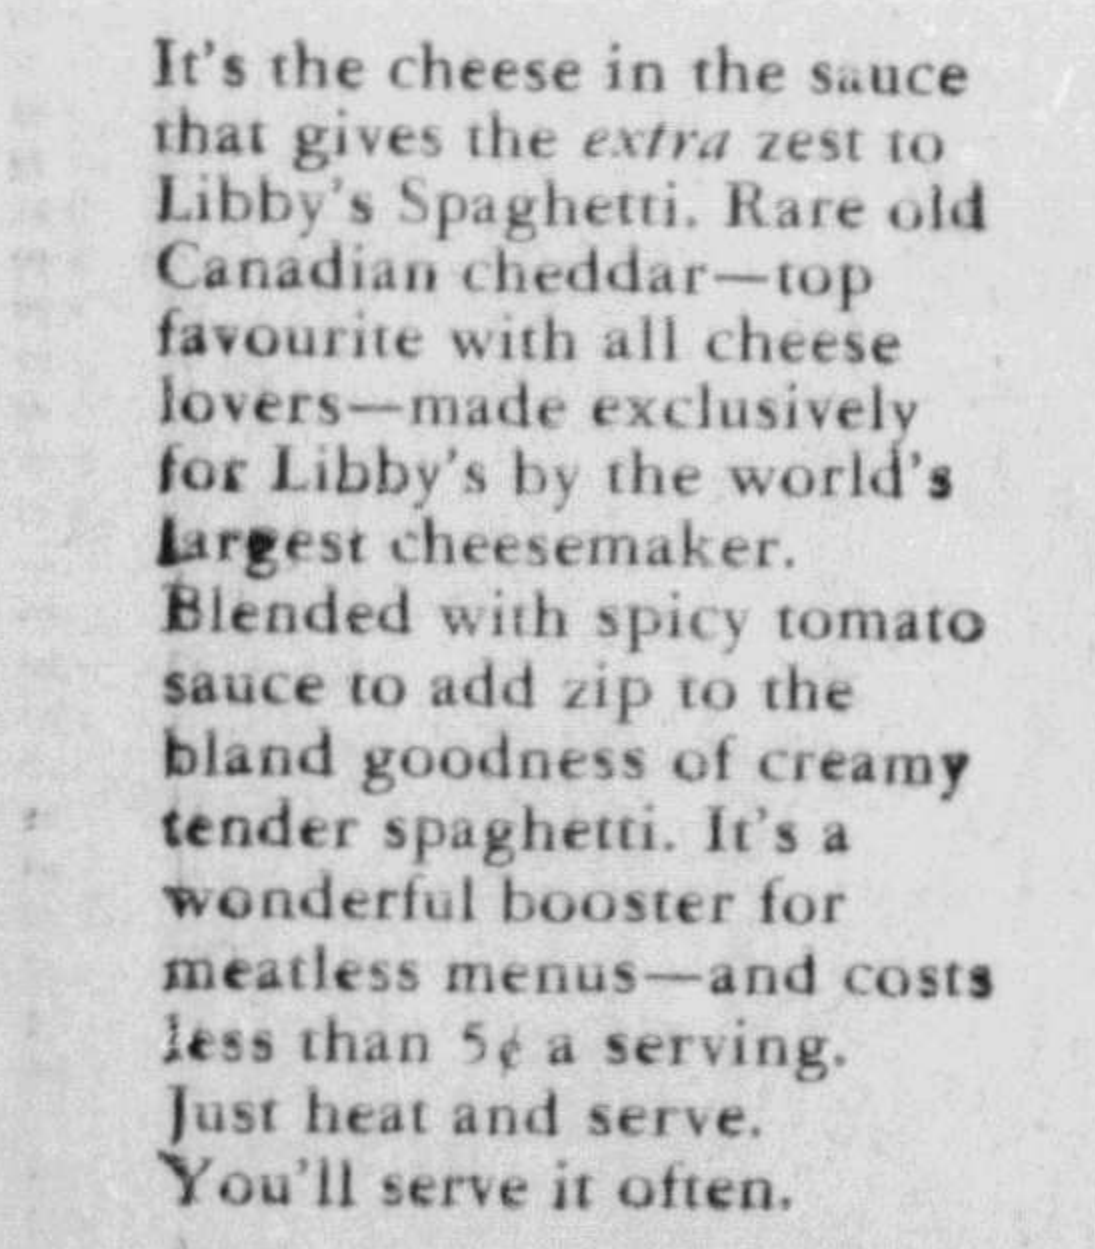 It's the cheese in the sauce
that gives the extra zest to
Libby's Spaghetti. Rare old
Canadian cheddar—top
favourite with all cheese
lovers—made exclusively
for Libby's by the world's
largest cheesemaker.
Blended with spicy tomato
sauce to add zip to the
bland goodness of creamy
tender spaghetti. It's a
wonderful booster for
meatless menus—and costs
less than 5¢ a serving.
Just heat and serve.
You'll serve it often.